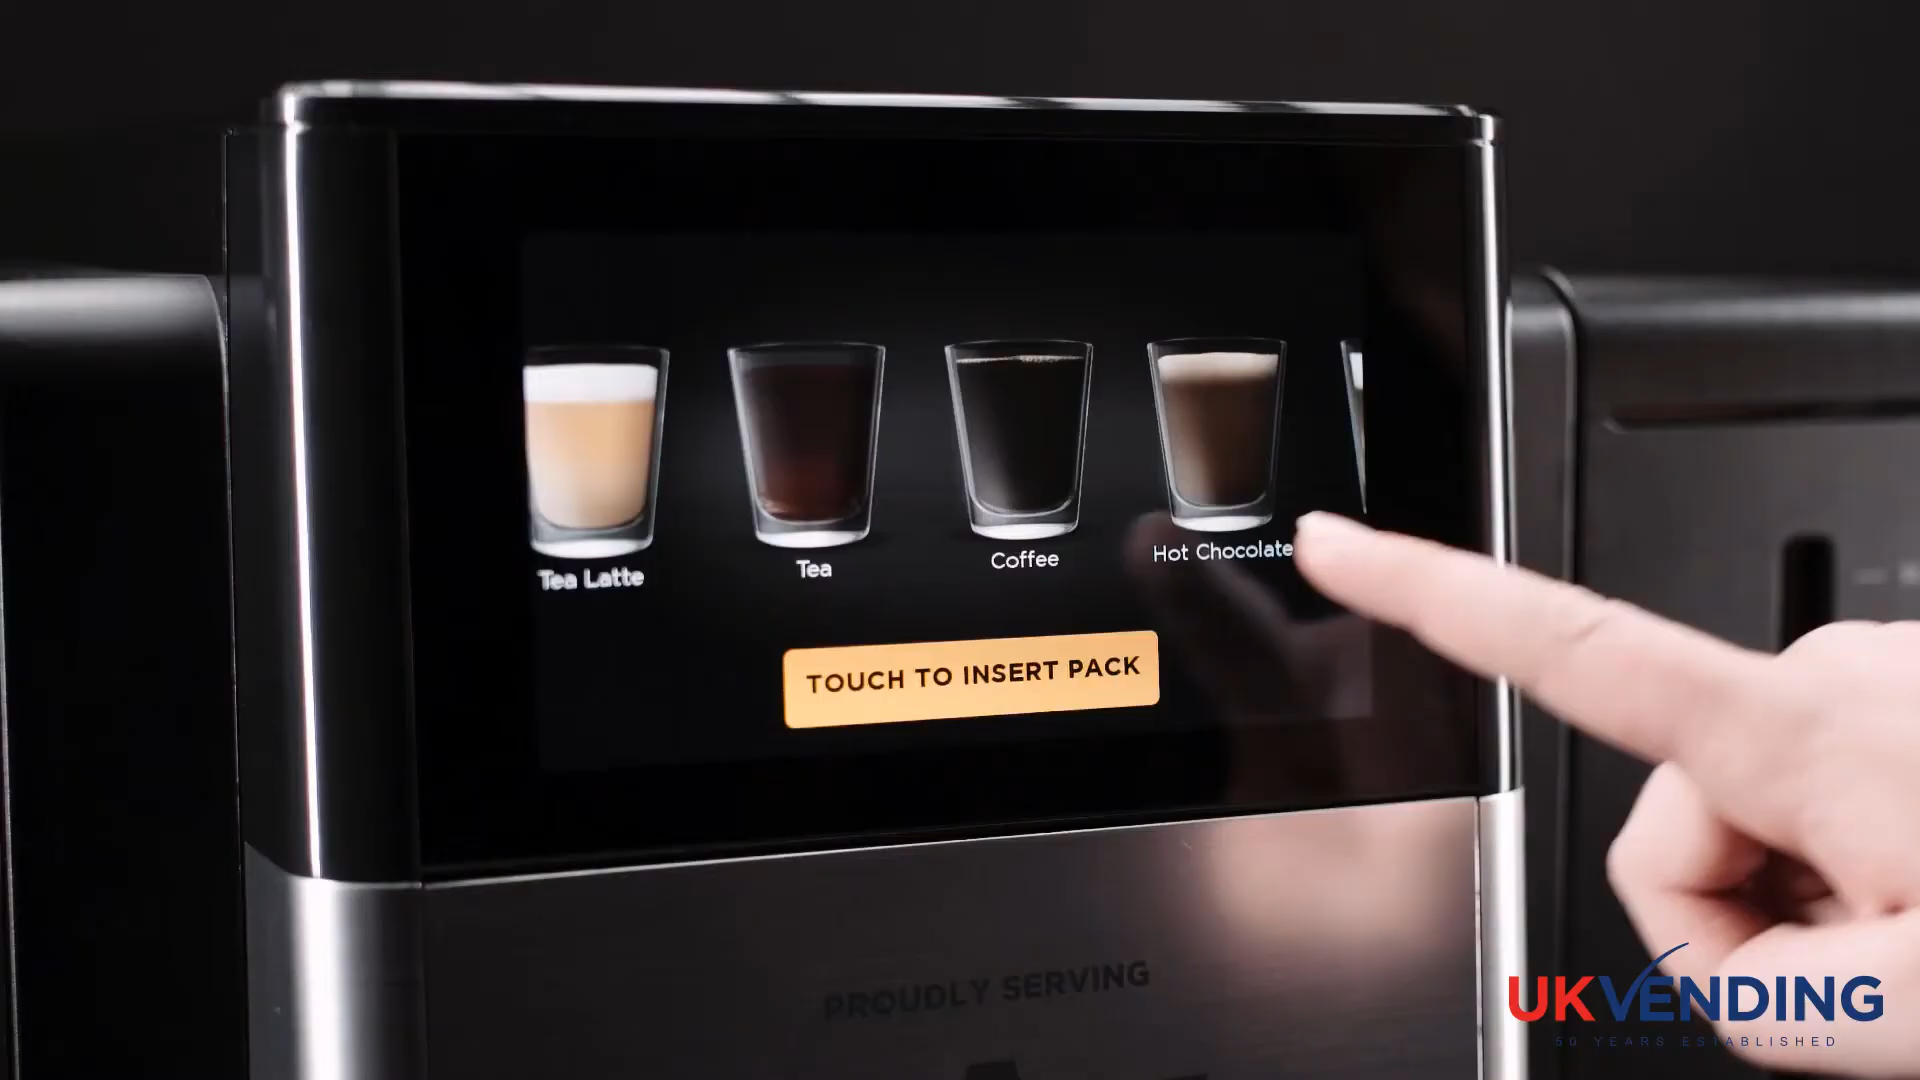 Tea Latte
Tea
Coffee
Hot Chocolate
TOUCH TO INSERT PACK
PROUDLY SERVING
UKVENDING
50 YEARS ESTABLISHED